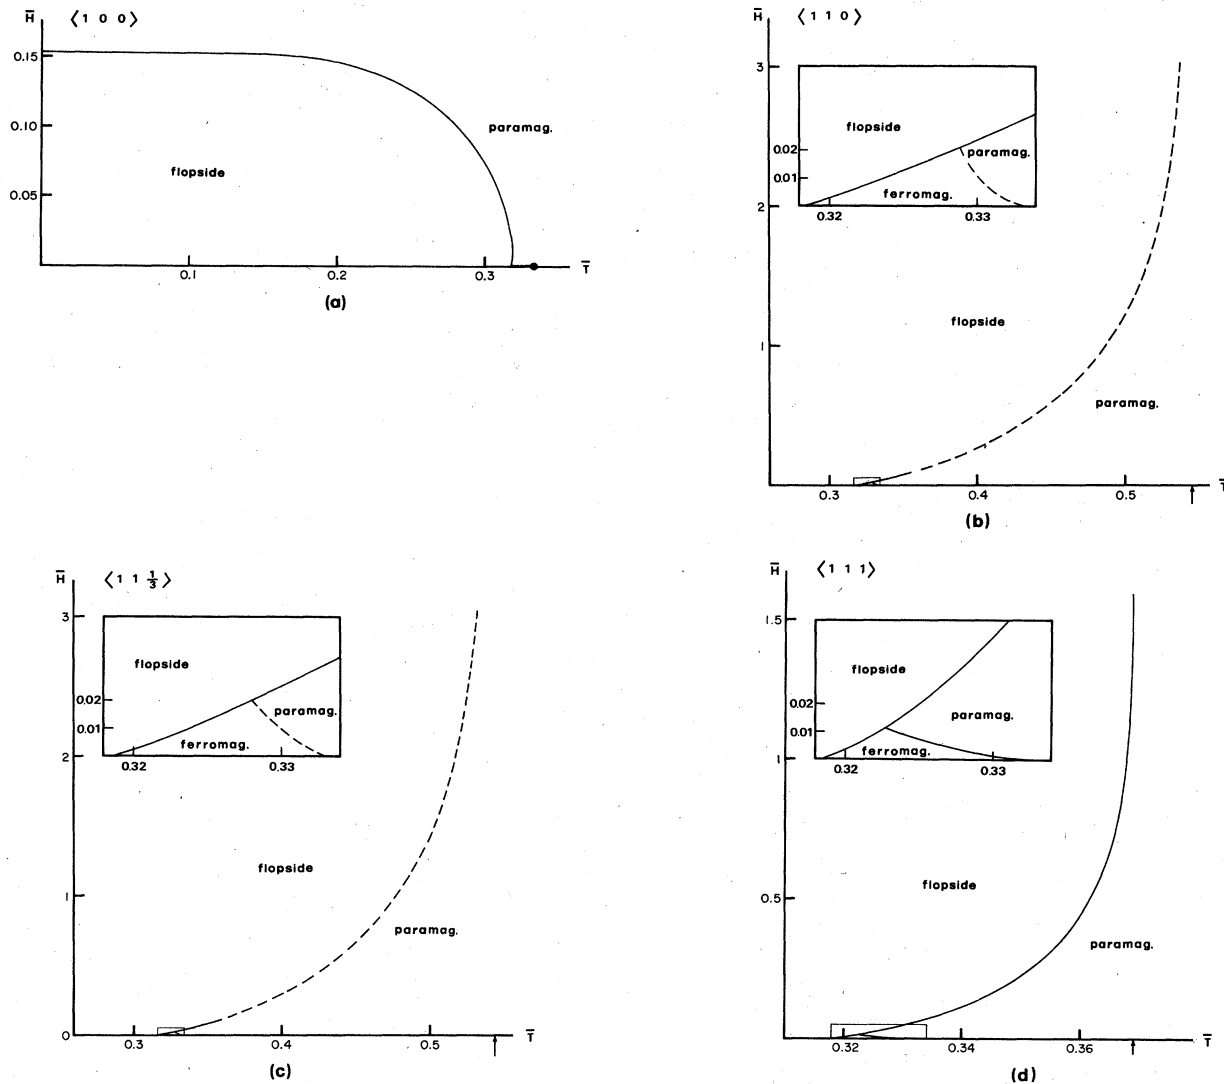 H̅ ⟨1 0 0⟩
0.15
paramag.
0.10
flopside
0.05
0.1 0.2 0.3 T̅
(a)
H̅ ⟨1 1 0⟩
3
flopside
0.02
paramag.
0.01
ferromag.
0.32 0.33
2
flopside
1
paramag.
0.3 0.4 0.5 T̅
(b)
H̅ ⟨1 1 1/3⟩
3
flopside
0.02
paramag.
0.01
ferromag.
0.32 0.33
2
flopside
1
paramag.
0
0.3 0.4 0.5 T̅
(c)
H̅ ⟨1 1 1⟩
1.5
flopside
0.02
paramag.
0.01
ferromag.
0.32 0.33
1
flopside
0.5
paramag.
0.32 0.34 0.36 T̅
(d)